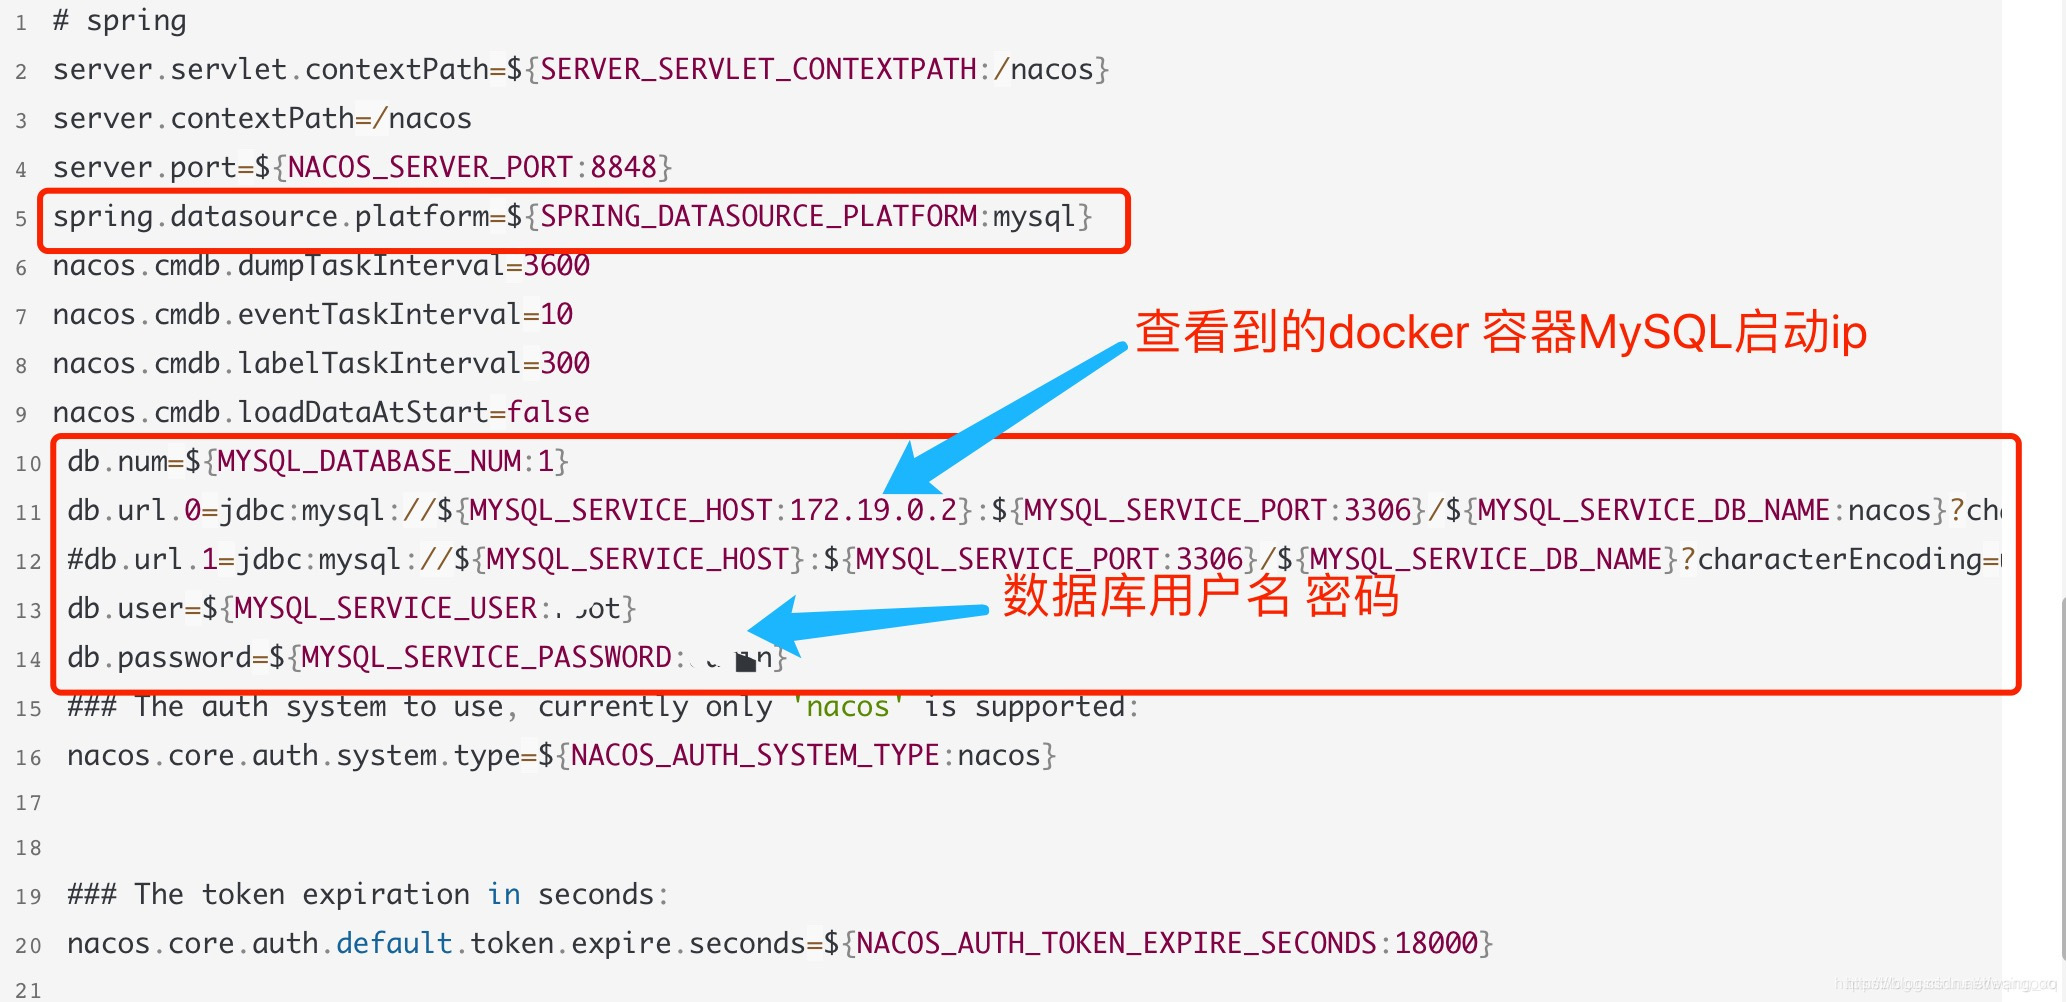 1 # spring
2 server.servlet.contextPath=${SERVER_SERVLET_CONTEXTPATH:/nacos}
3 server.contextPath=/nacos
4 server.port=${NACOS_SERVER_PORT:8848}
5 spring.datasource.platform=${SPRING_DATASOURCE_PLATFORM:mysql}
6 nacos.cmdb.dumpTaskInterval=3600
7 nacos.cmdb.eventTaskInterval=10
查看到的docker 容器MySQL启动ip
8 nacos.cmdb.labelTaskInterval=300
9 nacos.cmdb.loadDataAtStart=false
10 db.num=${MYSQL_DATABASE_NUM:1}
11 db.url.0=jdbc:mysql://${MYSQL_SERVICE_HOST:172.19.0.2}:${MYSQL_SERVICE_PORT:3306}/${MYSQL_SERVICE_DB_NAME:nacos}?ch
12 #db.url.1=jdbc:mysql://${MYSQL_SERVICE_HOST}:${MYSQL_SERVICE_PORT:3306}/${MYSQL_SERVICE_DB_NAME}?characterEncoding=
数据库用户名 密码
13 db.user=${MYSQL_SERVICE_USER:
14 db.password=${MYSQL_SERVICE_PASSWORD:
15 ### The auth system to use, currently only 'nacos' is supported:
16 nacos.core.auth.system.type=${NACOS_AUTH_SYSTEM_TYPE:nacos}
17
18
19 ### The token expiration in seconds:
20 nacos.core.auth.default.token.expire.seconds=${NACOS_AUTH_TOKEN_EXPIRE_SECONDS:18000}
21